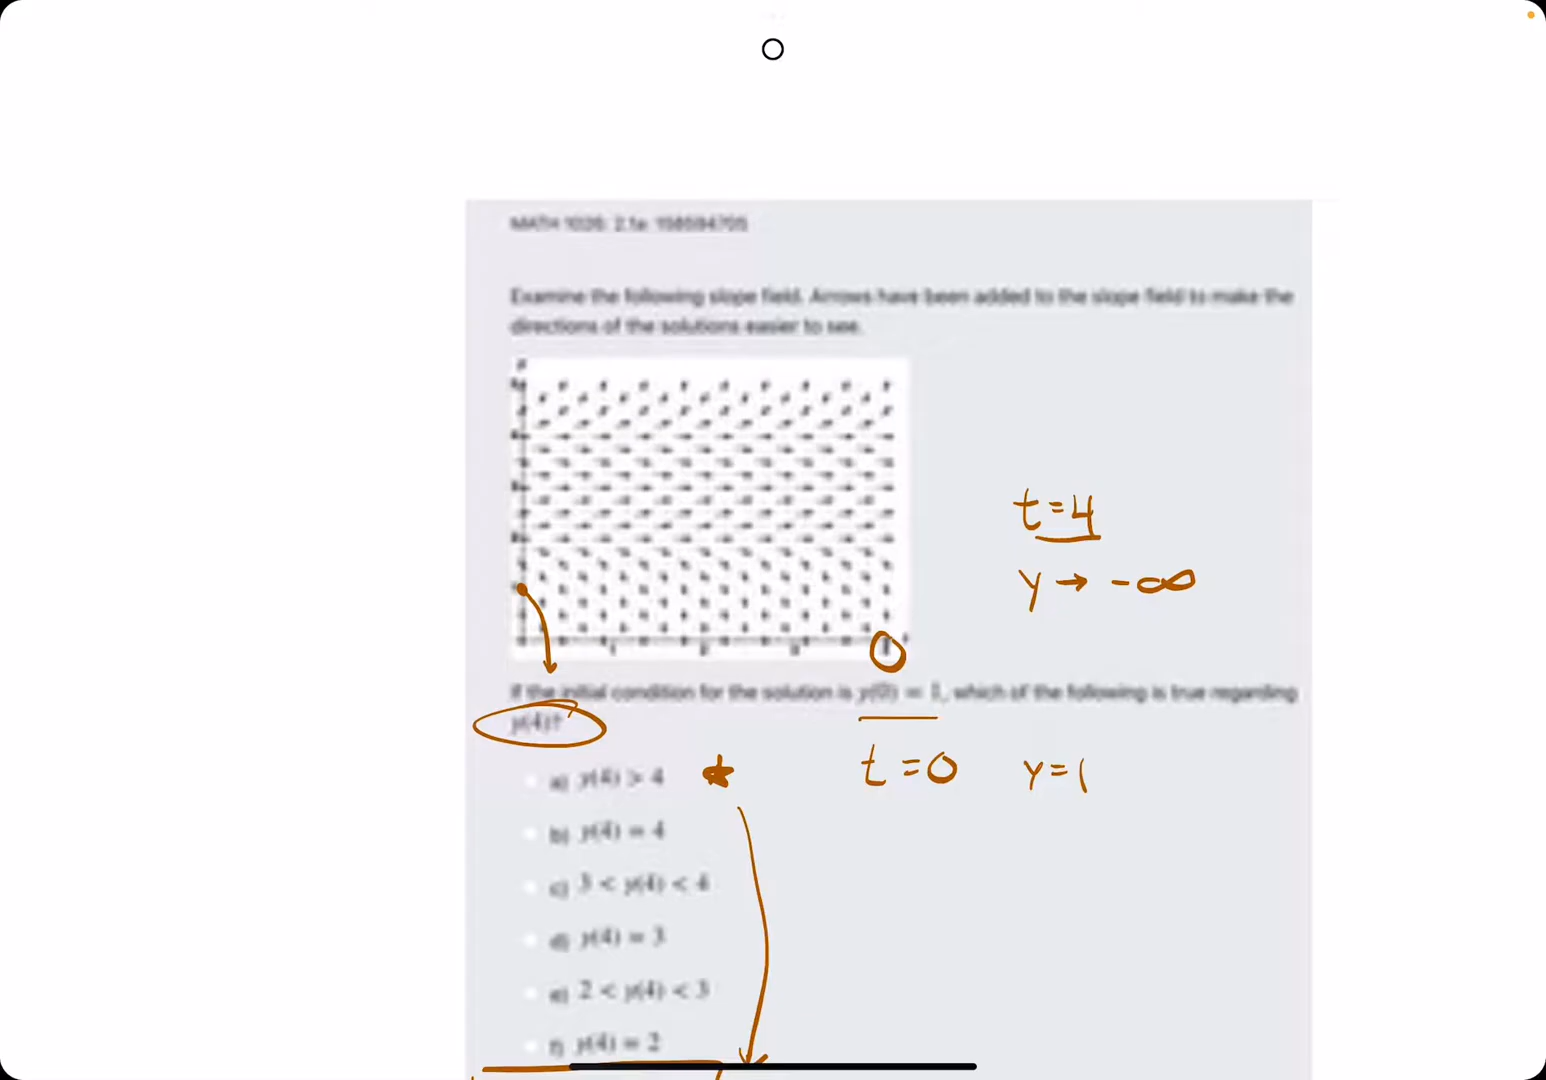 MATH 1026: 2.1a:
Examine the following slope field. Arrows have been added to the slope field to make the
directions of the solutions easier to see.
t=4
y → -∞
1 2 3
If the initial condition for the solution is y(0) = 1, which of the following is true regarding
y(4)?
t=0 y=1
a) y(4) > 4
b) y(4) = 4
c) 3 < y(4) < 4
d) y(4) = 3
e) 2 < y(4) < 3
f) y(4) = 2